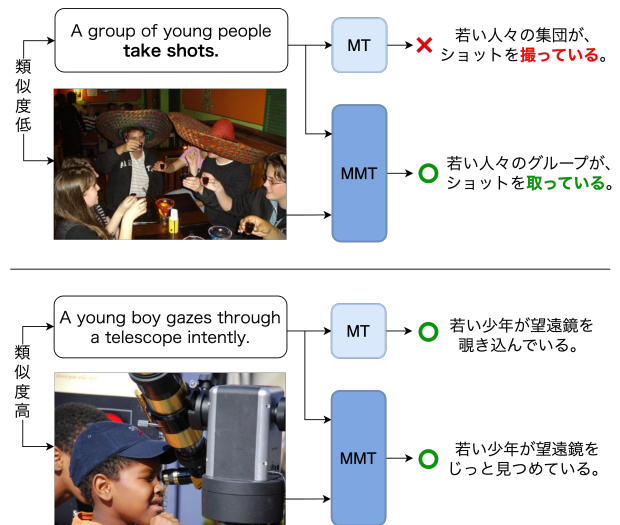 A group of young people
take shots.
類似度低
MT
若い人々の集団が、
ショットを撮っている。
MMT
若い人々のグループが、
ショットを取っている。
A young boy gazes through
a telescope intently.
類似度高
MT
若い少年が望遠鏡を
覗き込んでいる。
MMT
若い少年が望遠鏡を
じっと見つめている。